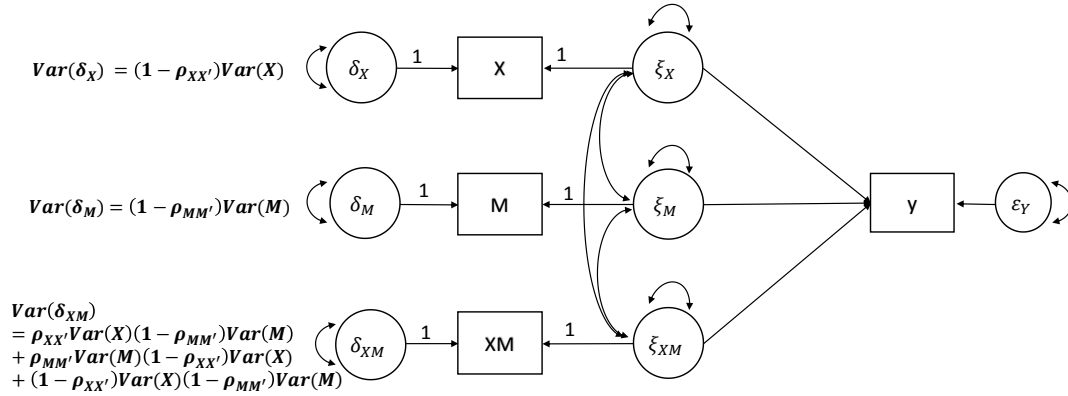 Var(δ_X) = (1 − ρ_XX′)Var(X)
δ_X
1
X
1
ξ_X
Var(δ_M) = (1 − ρ_MM′)Var(M)
δ_M
1
M
1
ξ_M
y
ε_Y
Var(δ_XM)
= ρ_XX′Var(X)(1 − ρ_MM′)Var(M)
+ ρ_MM′Var(M)(1 − ρ_XX′)Var(X)
+ (1 − ρ_XX′)Var(X)(1 − ρ_MM′)Var(M)
δ_XM
1
XM
1
ξ_XM